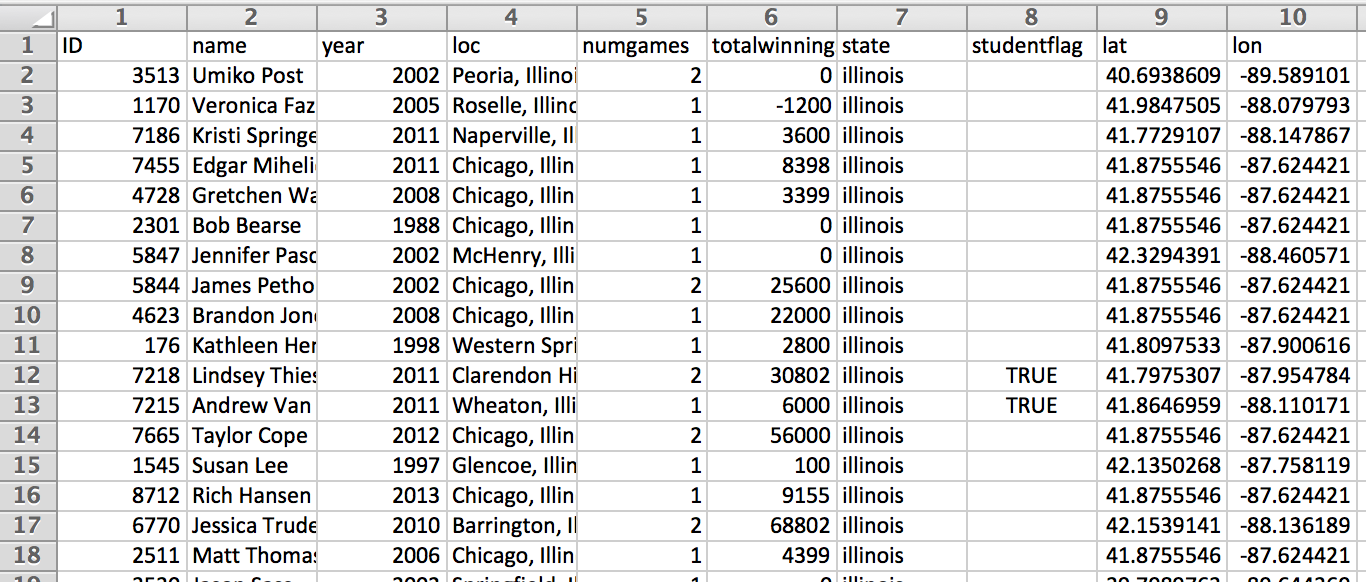 1 2 3 4 5 6 7 8 9 10
1 ID name year loc numgames totalwinning state studentflag lat lon
2 3513 Umiko Post 2002 Peoria, Illinoi 2 0 illinois 40.6938609 -89.589101
3 1170 Veronica Faz 2005 Roselle, Illino 1 -1200 illinois 41.9847505 -88.079793
4 7186 Kristi Springe 2011 Naperville, Il 1 3600 illinois 41.7729107 -88.147867
5 7455 Edgar Miheli 2011 Chicago, Illin 1 8398 illinois 41.8755546 -87.624421
6 4728 Gretchen Wa 2008 Chicago, Illin 1 3399 illinois 41.8755546 -87.624421
7 2301 Bob Bearse 1988 Chicago, Illin 1 0 illinois 41.8755546 -87.624421
8 5847 Jennifer Pasc 2002 McHenry, Illi 1 0 illinois 42.3294391 -88.460571
9 5844 James Petho 2002 Chicago, Illin 2 25600 illinois 41.8755546 -87.624421
10 4623 Brandon Jon 2008 Chicago, Illin 1 22000 illinois 41.8755546 -87.624421
11 176 Kathleen Her 1998 Western Spri 1 2800 illinois 41.8097533 -87.900616
12 7218 Lindsey Thies 2011 Clarendon Hi 2 30802 illinois TRUE 41.7975307 -87.954784
13 7215 Andrew Van 2011 Wheaton, Illi 1 6000 illinois TRUE 41.8646959 -88.110171
14 7665 Taylor Cope 2012 Chicago, Illin 2 56000 illinois 41.8755546 -87.624421
15 1545 Susan Lee 1997 Glencoe, Illin 1 100 illinois 42.1350268 -87.758119
16 8712 Rich Hansen 2013 Chicago, Illin 1 9155 illinois 41.8755546 -87.624421
17 6770 Jessica Trude 2010 Barrington, Il 2 68802 illinois 42.1539141 -88.136189
18 2511 Matt Thomas 2006 Chicago, Illin 1 4399 illinois 41.8755546 -87.624421